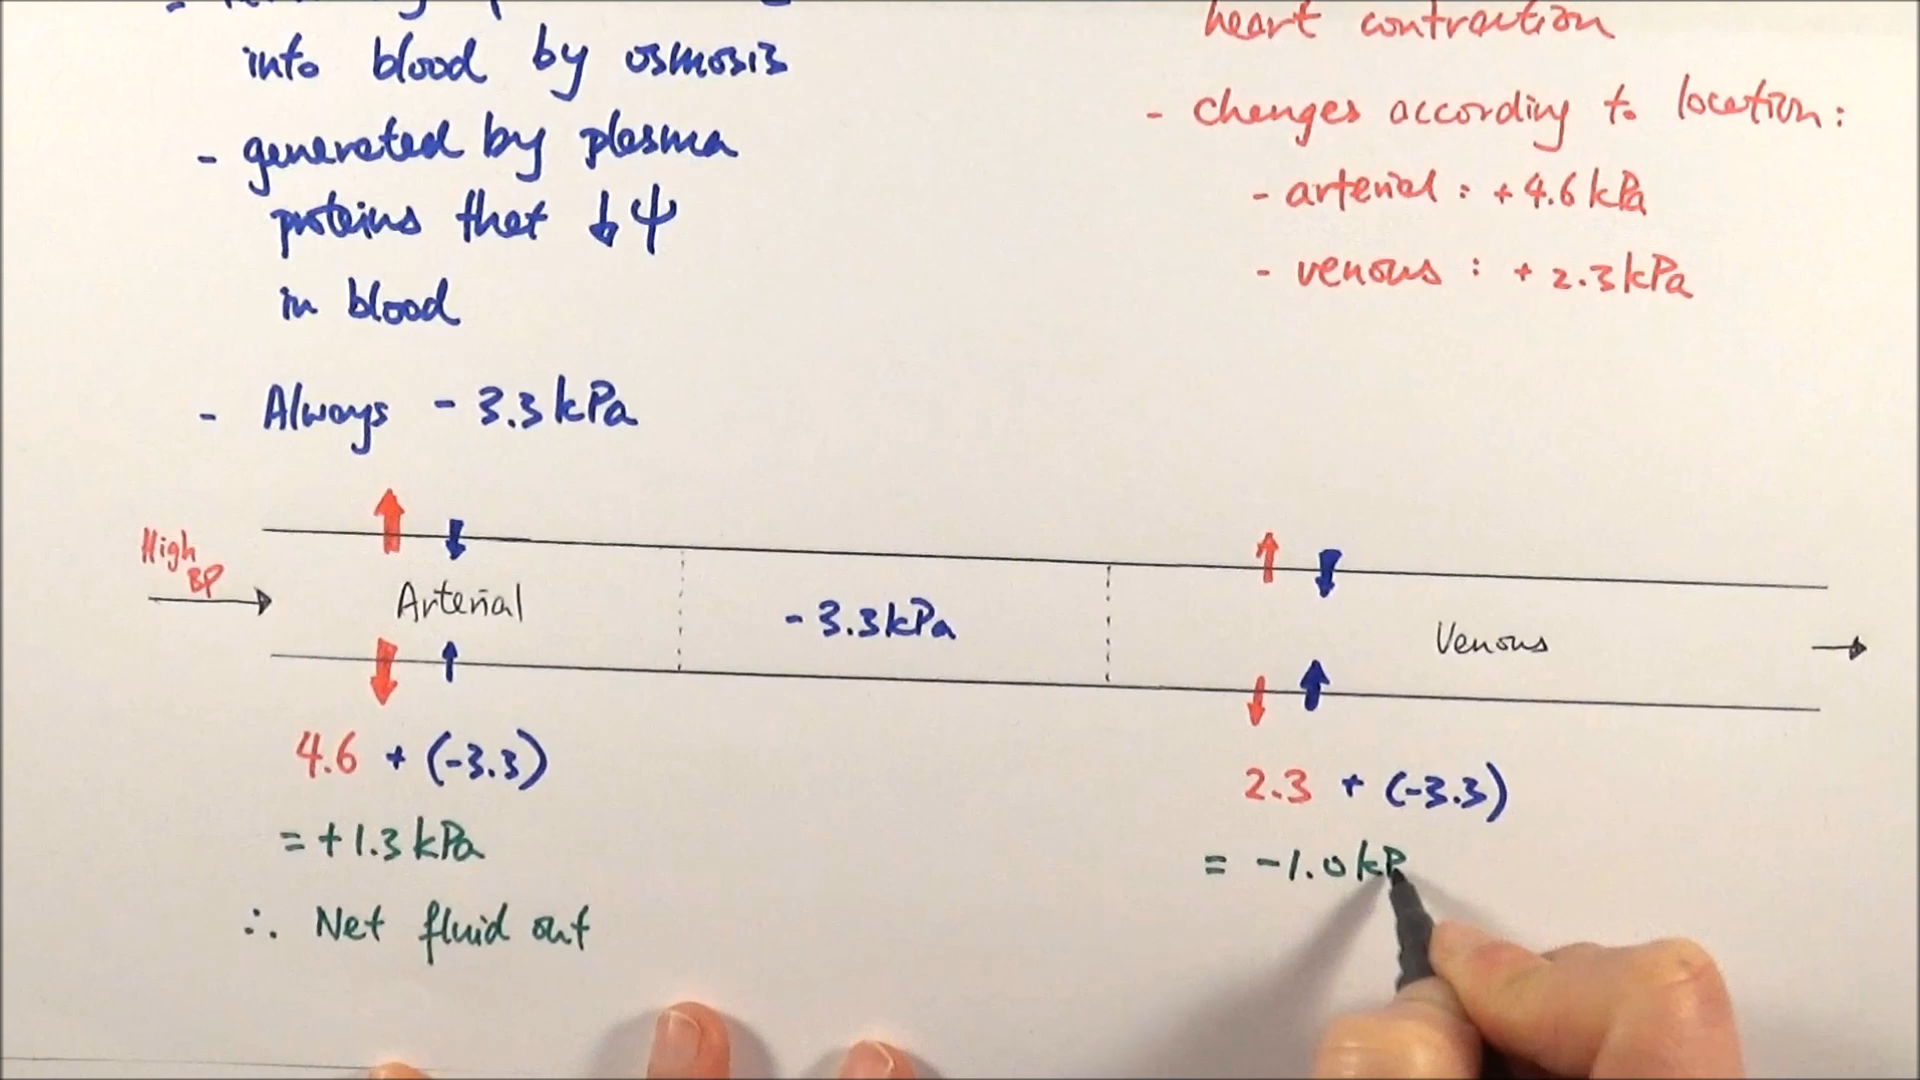 into blood by osmosis
- generated by plasma
proteins that ↓ Ψ
in blood
- Always - 3.3 kPa
heart contraction
- changes according to location :
- arterial : + 4.6 kPa
- venous : + 2.3 kPa
High
BP
Arterial
- 3.3 kPa
Venous
4.6 + (-3.3)
= +1.3 kPa
∴ Net fluid out
2.3 + (-3.3)
= -1.0 kP